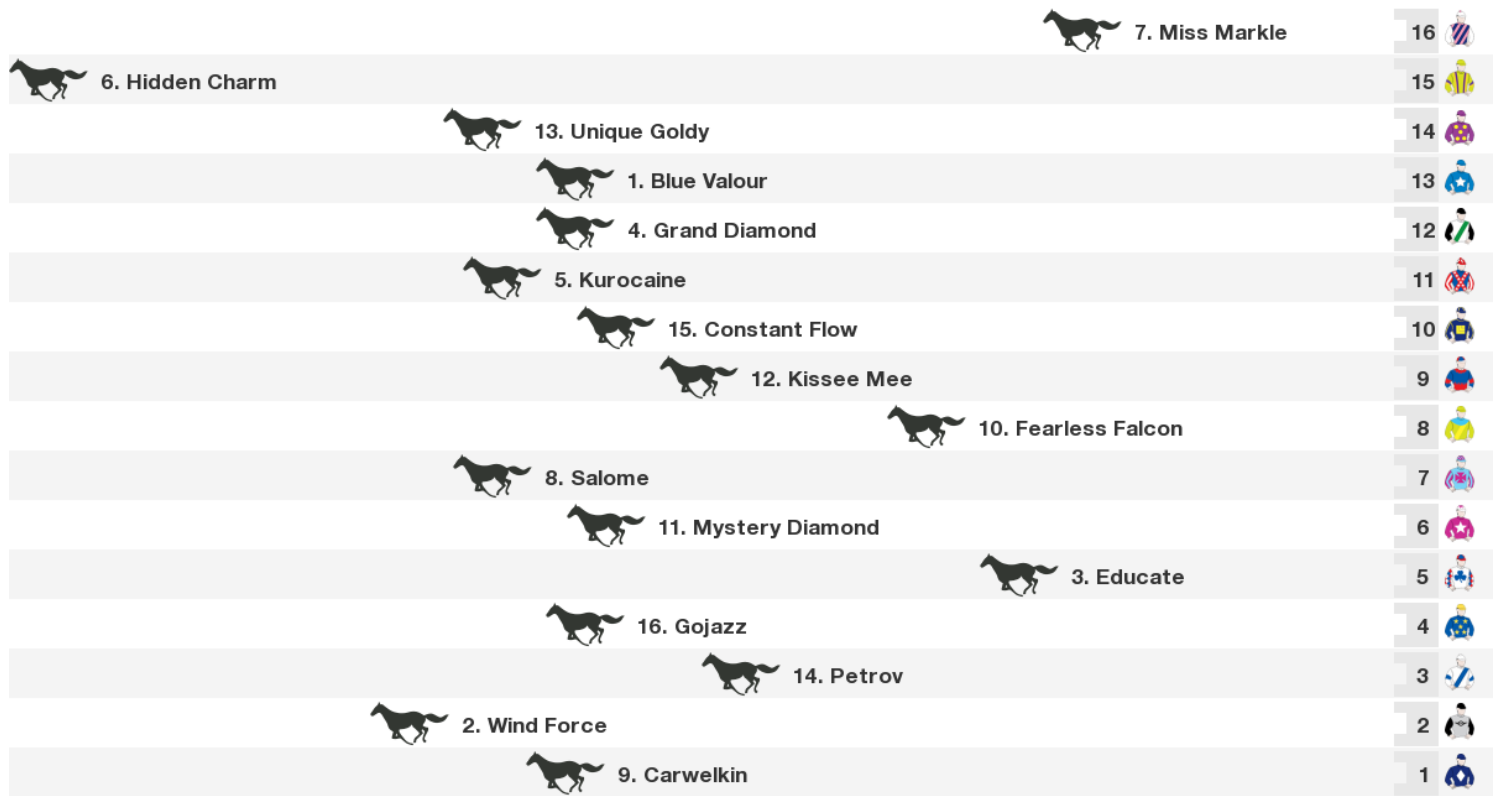 7. Miss Markle 16
6. Hidden Charm 15
13. Unique Goldy 14
1. Blue Valour 13
4. Grand Diamond 12
5. Kurocaine 11
15. Constant Flow 10
12. Kissee Mee 9
10. Fearless Falcon 8
8. Salome 7
11. Mystery Diamond 6
3. Educate 5
16. Gojazz 4
14. Petrov 3
2. Wind Force 2
9. Carwelkin 1